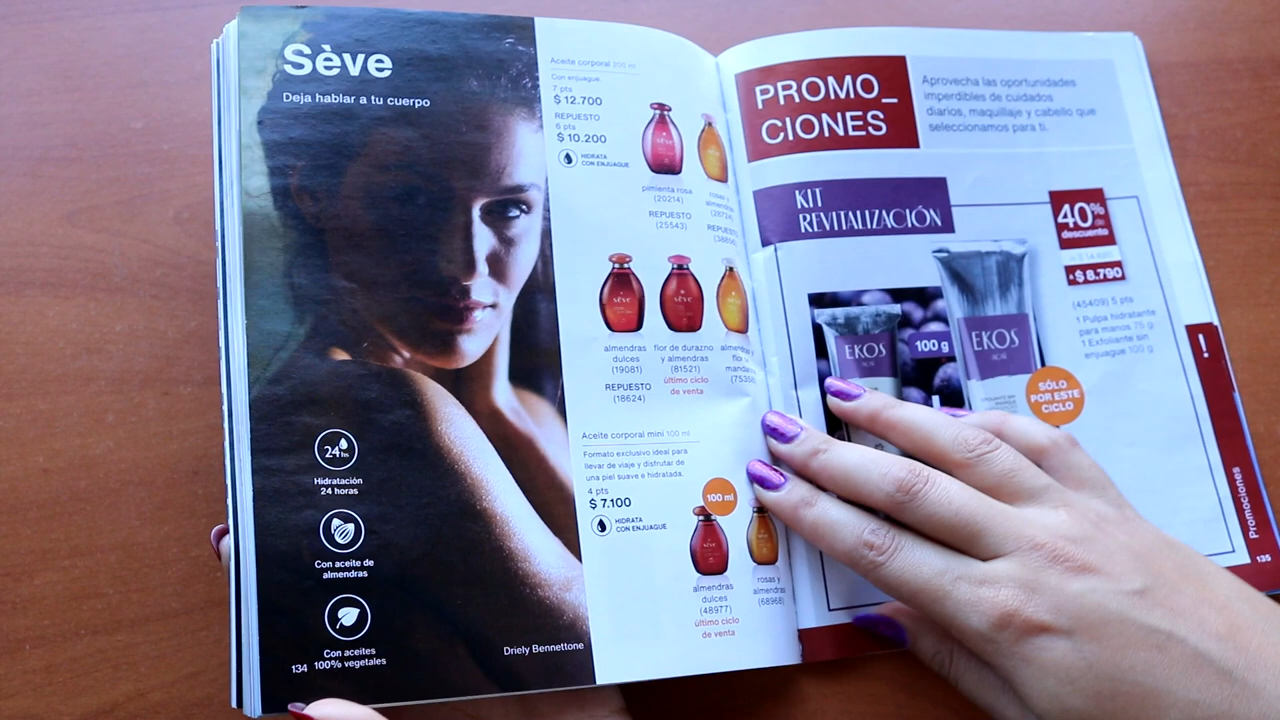 Sève
Deja hablar a tu cuerpo
24hs
Hidratación
24 horas
Con aceite de
almendras
Con aceites
100% vegetales
134
Driely Bennettone
Aceite corporal 200 ml
Con enjuague.
7 pts
$ 12.700
REPUESTO
6 pts
$ 10.200
HIDRATA
CON ENJUAGUE
sève
pimienta rosa
(20214)
REPUESTO
(25543)
rosas y
almendras
REPUESTO
sève
sève
sève
almendras
dulces
(19081)
REPUESTO
(18624)
flor de durazno
y almendras
(81521)
último ciclo
de venta
almendras
flor de
Aceite corporal mini 100 ml
Formato exclusivo ideal para
llevar de viaje y disfrutar de
una piel suave e hidratada.
4 pts
$ 7.100
HIDRATA
CON ENJUAGUE
100 ml
sève
almendras
dulces
(48977)
último ciclo
de venta
rosas y
almendras
(68968)
PROMO_
CIONES
Aprovecha las oportunidades
imperdibles de cuidados
diarios, maquillaje y cabello que
seleccionamos para ti.
KIT
REVITALIZACIÓN
40% de
descuento
$ 8.790
(45409) 5 pts
1 Pulpa hidratante
para manos 75 g
1 Exfoliante sin
enjuague 100 g
EKOS
100 g
EKOS
AÇAÍ
SÓLO
POR ESTE
CICLO
!
Promociones
135